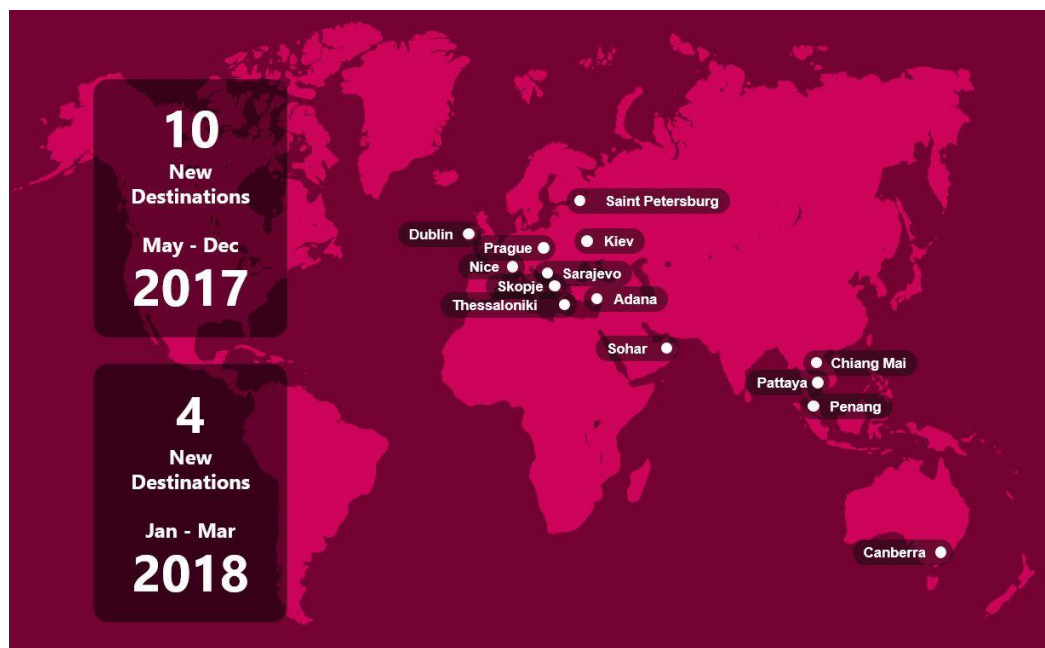 10
New
Destinations
May - Dec
2017
4
New
Destinations
Jan - Mar
2018
Saint Petersburg
Dublin
Kiev
Prague
Nice
Sarajevo
Skopje
Adana
Thessaloniki
Sohar
Chiang Mai
Pattaya
Penang
Canberra